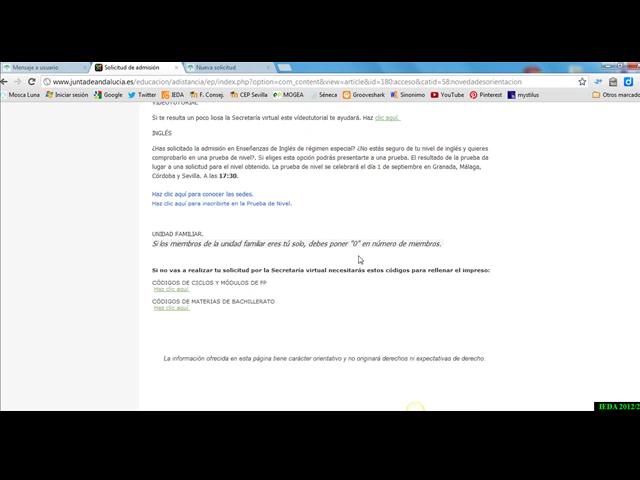 Mensaje a usuario
Solicitud de admisión
Nueva solicitud
www.juntadeandalucia.es/educacion/adistancia/ep/index.php?option=com_content&view=article&id=180:acceso&catid=58:novedadesorientacion
Mosca Luna
Iniciar sesión
G
Google
F. Consej.
Twitter
IEDA
CEP Sevilla
MOGEA
Séneca
Grooveshark
Sinonimo
YouTube
Pinterest
mystilus
Otros marcado
VIDEOTUTORIAL
Si te resulta un poco liosa la Secretaría virtual este vídeotutorial te ayudará. Haz clic aquí.
INGLÉS
¿Has solicitado la admisión en Enseñanzas de Inglés de régimen especial? ¿No estás seguro de tu nivel de inglés y quieres
comprobarlo en una prueba de nivel?. Si eliges esta opción podrás presentarte a una prueba. El resultado de la prueba da
lugar a una solicitud para el nivel obtenido. La prueba de nivel se celebrará el día 1 de septiembre en Granada, Málaga,
Córdoba y Sevilla. A las 17:30.
Haz clic aquí para conocer las sedes.
Haz clic aquí para inscribirte en la Prueba de Nivel.
UNIDAD FAMILIAR.
Si los miembros de la unidad familiar eres tú solo, debes poner "0" en número de miembros.
Si no vas a realizar tu solicitud por la Secretaría virtual necesitarás estos códigos para rellenar el impreso:
CÓDIGOS DE CICLOS Y MÓDULOS DE FP
Haz clic aquí
CÓDIGOS DE MATERIAS DE BACHILLERATO
Haz clic aquí
La información ofrecida en esta página tiene carácter orientativo y no originará derechos ni expectativas de derecho.
IEDA 2012/2